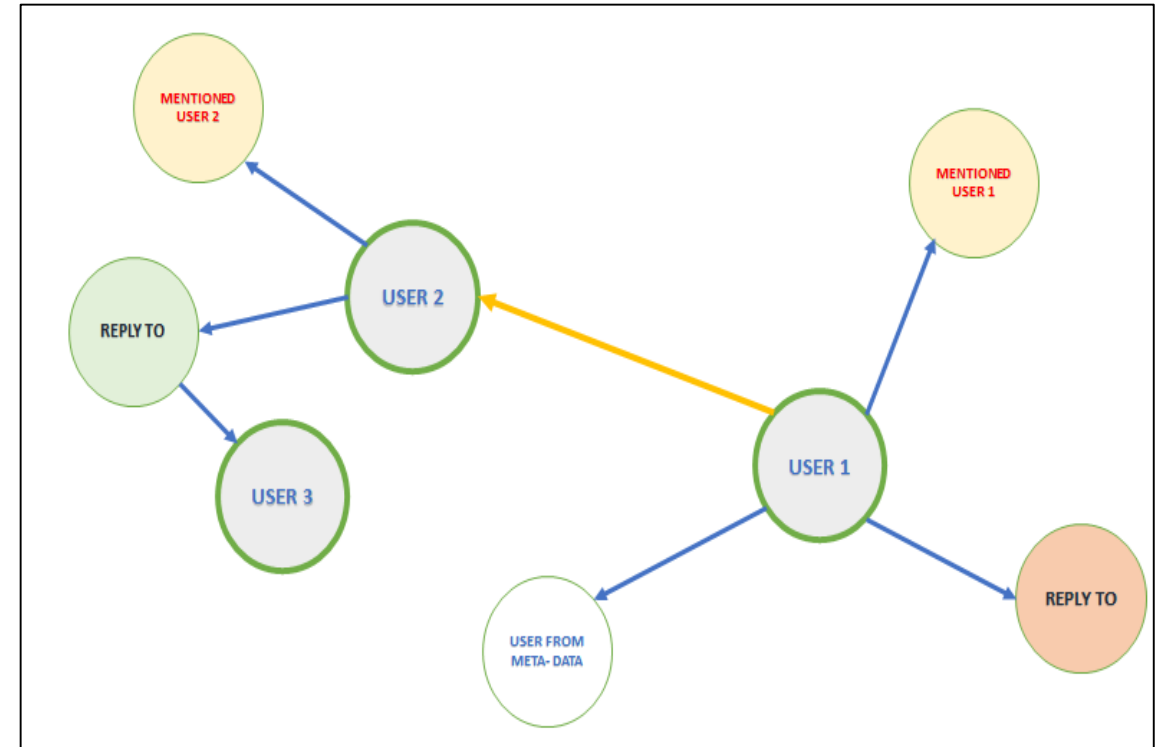 MENTIONED
USER 2
MENTIONED
USER 1
USER 2
REPLY TO
USER 1
USER 3
REPLY TO
USER FROM
META- DATA